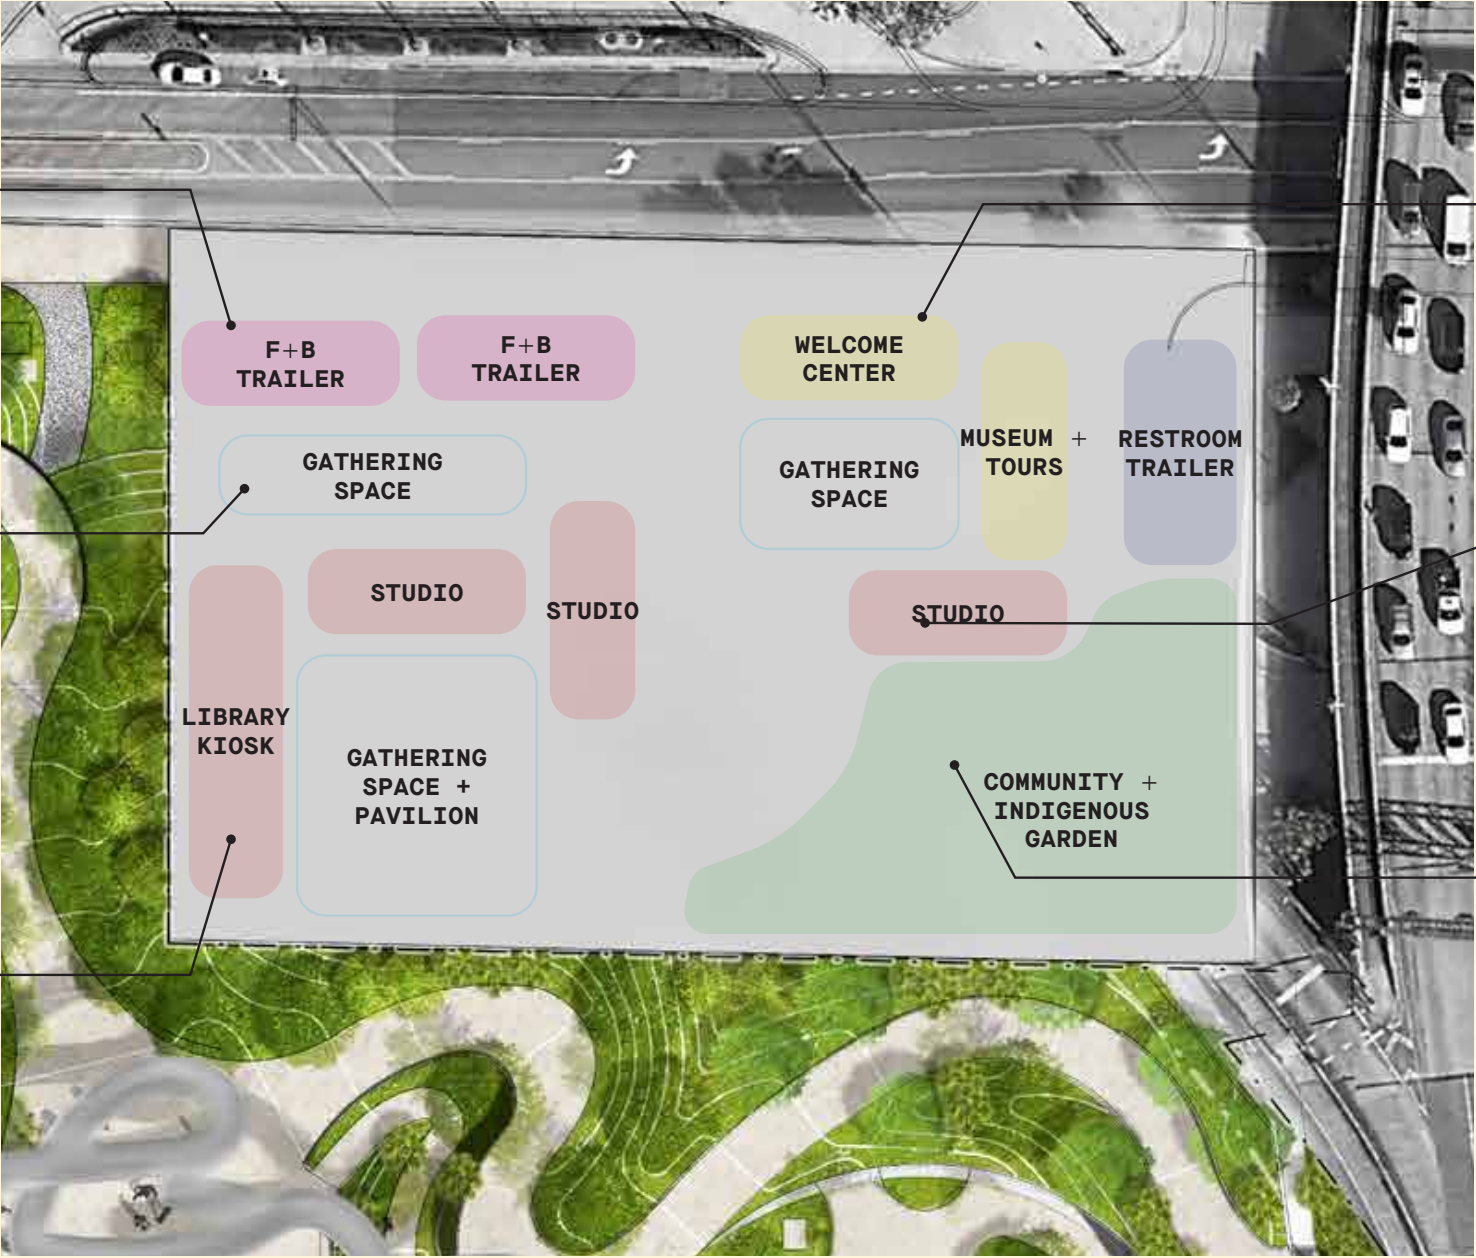 F+B
TRAILER
F+B
TRAILER
WELCOME
CENTER
MUSEUM +
TOURS
RESTROOM
TRAILER
GATHERING
SPACE
GATHERING
SPACE
STUDIO
STUDIO
STUDIO
LIBRARY
KIOSK
GATHERING
SPACE +
PAVILION
COMMUNITY +
INDIGENOUS
GARDEN